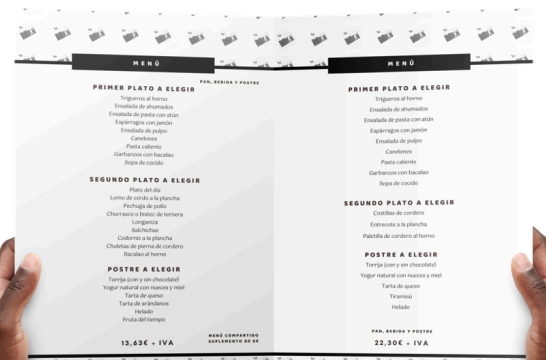 MENÚ
PAN, BEBIDA Y POSTRE
PRIMER PLATO A ELEGIR
Trigueros al horno
Ensalada de ahumados
Ensalada de pasta con atún
Espárragos con jamón
Ensalada de pulpo
Canelones
Pasta caliente
Garbanzos con bacalao
Sopa de cocido
SEGUNDO PLATO A ELEGIR
Plato del día
Lomo de cerdo a la plancha
Pechuga de pollo
Churrasco o bistec de ternera
Longaniza
Salchichas
Codorniz a la plancha
Chuletas de pierna de cordero
Bacalao al horno
POSTRE A ELEGIR
Torrija (con y sin chocolate)
Yogur natural con nueces y miel
Tarta de queso
Tarta de arándanos
Helado
Fruta del tiempo
MENÚ COMPARTIDO
SUPLEMENTO DE 5€
13,63€ + IVA
MENÚ
PRIMER PLATO A ELEGIR
Trigueros al horno
Ensalada de ahumados
Ensalada de pasta con atún
Espárragos con jamón
Ensalada de pulpo
Canelones
Pasta caliente
Garbanzos con bacalao
Sopa de cocido
SEGUNDO PLATO A ELEGIR
Costillas de cordero
Entrecote a la plancha
Paletilla de cordero al horno
POSTRE A ELEGIR
Torrija (con y sin chocolate)
Yogur natural con nueces y miel
Tarta de queso
Tiramisú
Helado
PAN, BEBIDA Y POSTRE
22,30€ + IVA